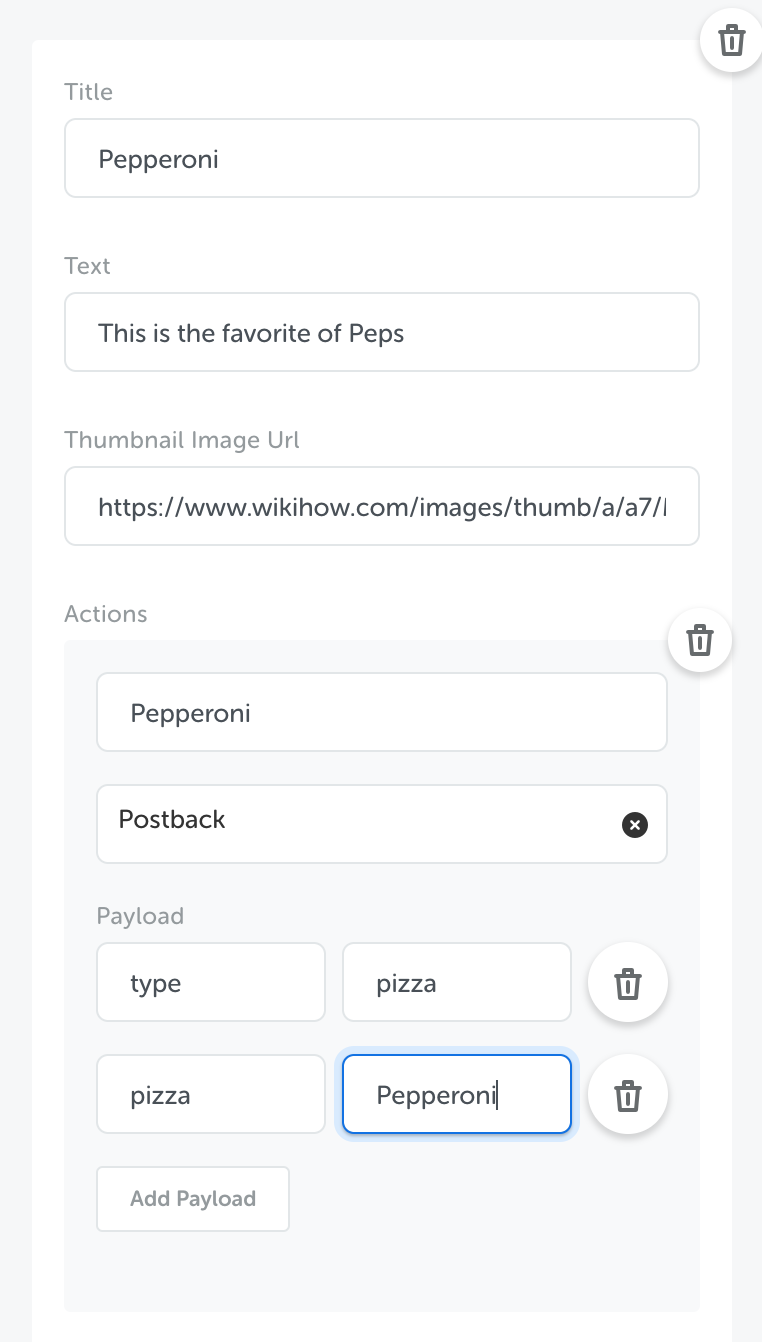 Title
Pepperoni
Text
This is the favorite of Peps
Thumbnail Image Url
https://www.wikihow.com/images/thumb/a/a7/
Actions
Pepperoni
Postback
Payload
type pizza
pizza Pepperoni
Add Payload